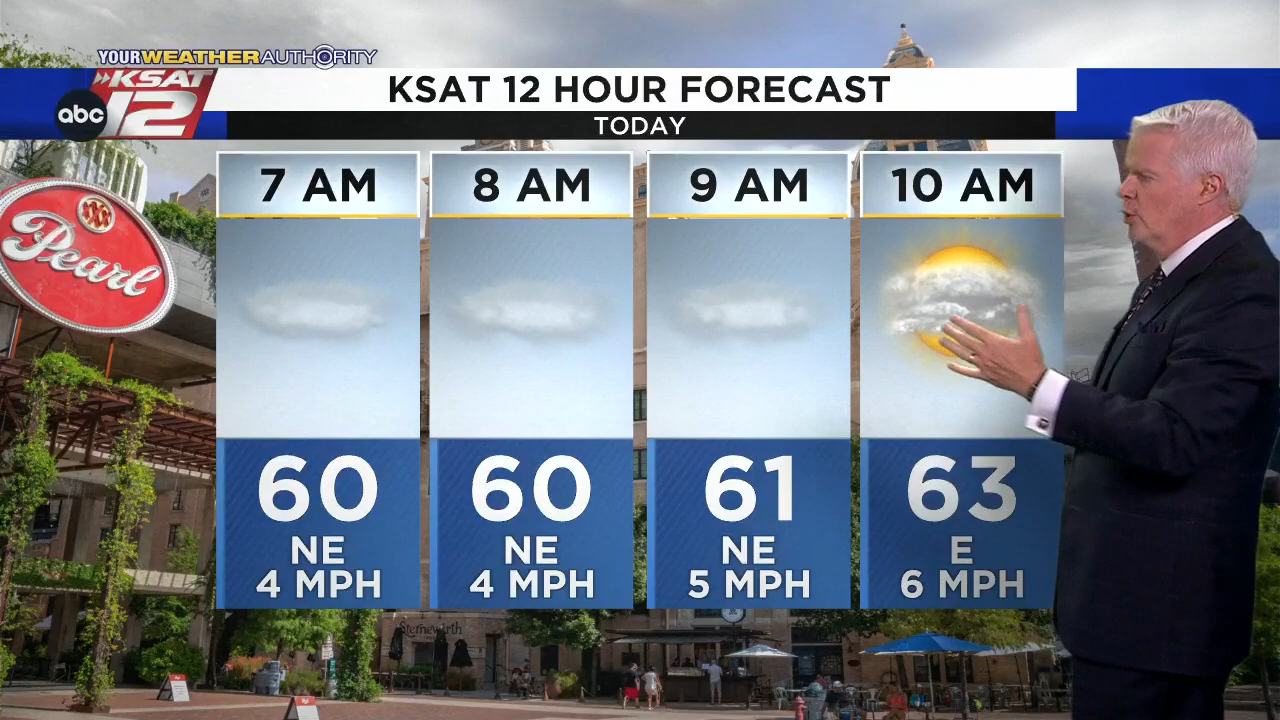 YOUR WEATHER AUTHORITY
KSAT
abc 12
KSAT 12 HOUR FORECAST
TODAY
7 AM 8 AM 9 AM 10 AM
Pearl
60 60 61 63
NE NE NE E
4 MPH 4 MPH 5 MPH 6 MPH
Sternewirth